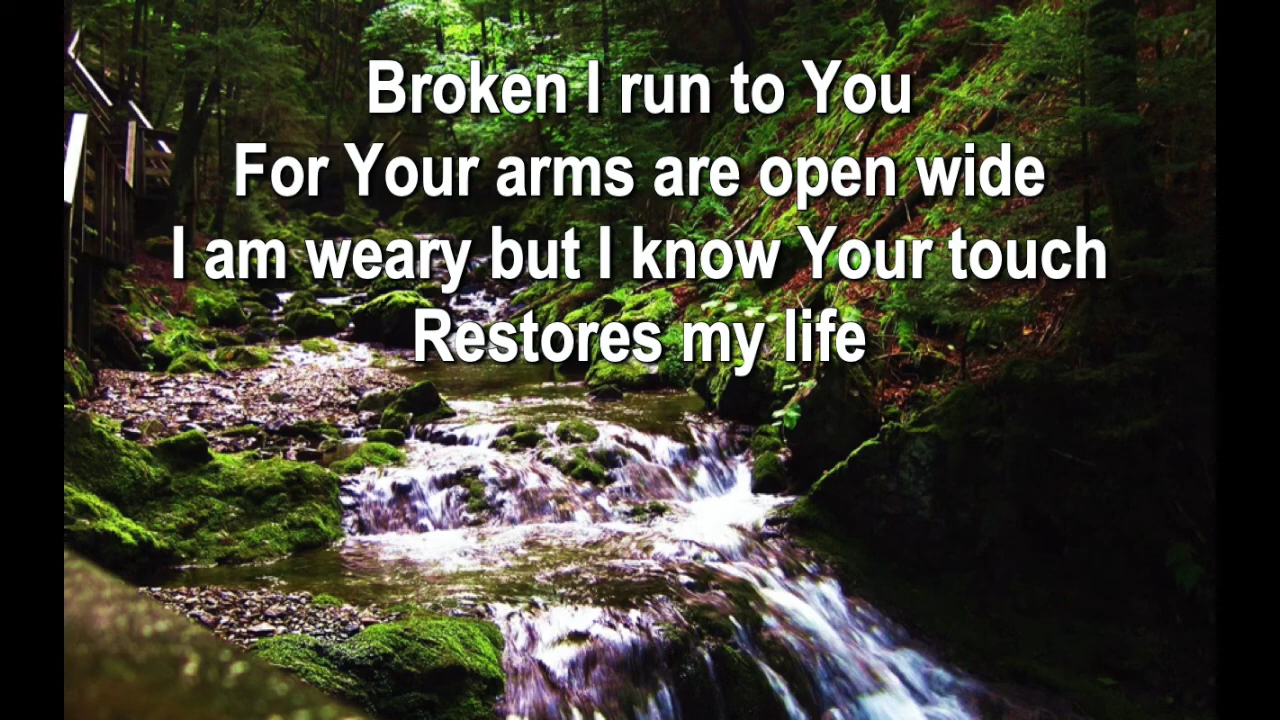 Broken I run to You
For Your arms are open wide
I am weary but I know Your touch
Restores my life